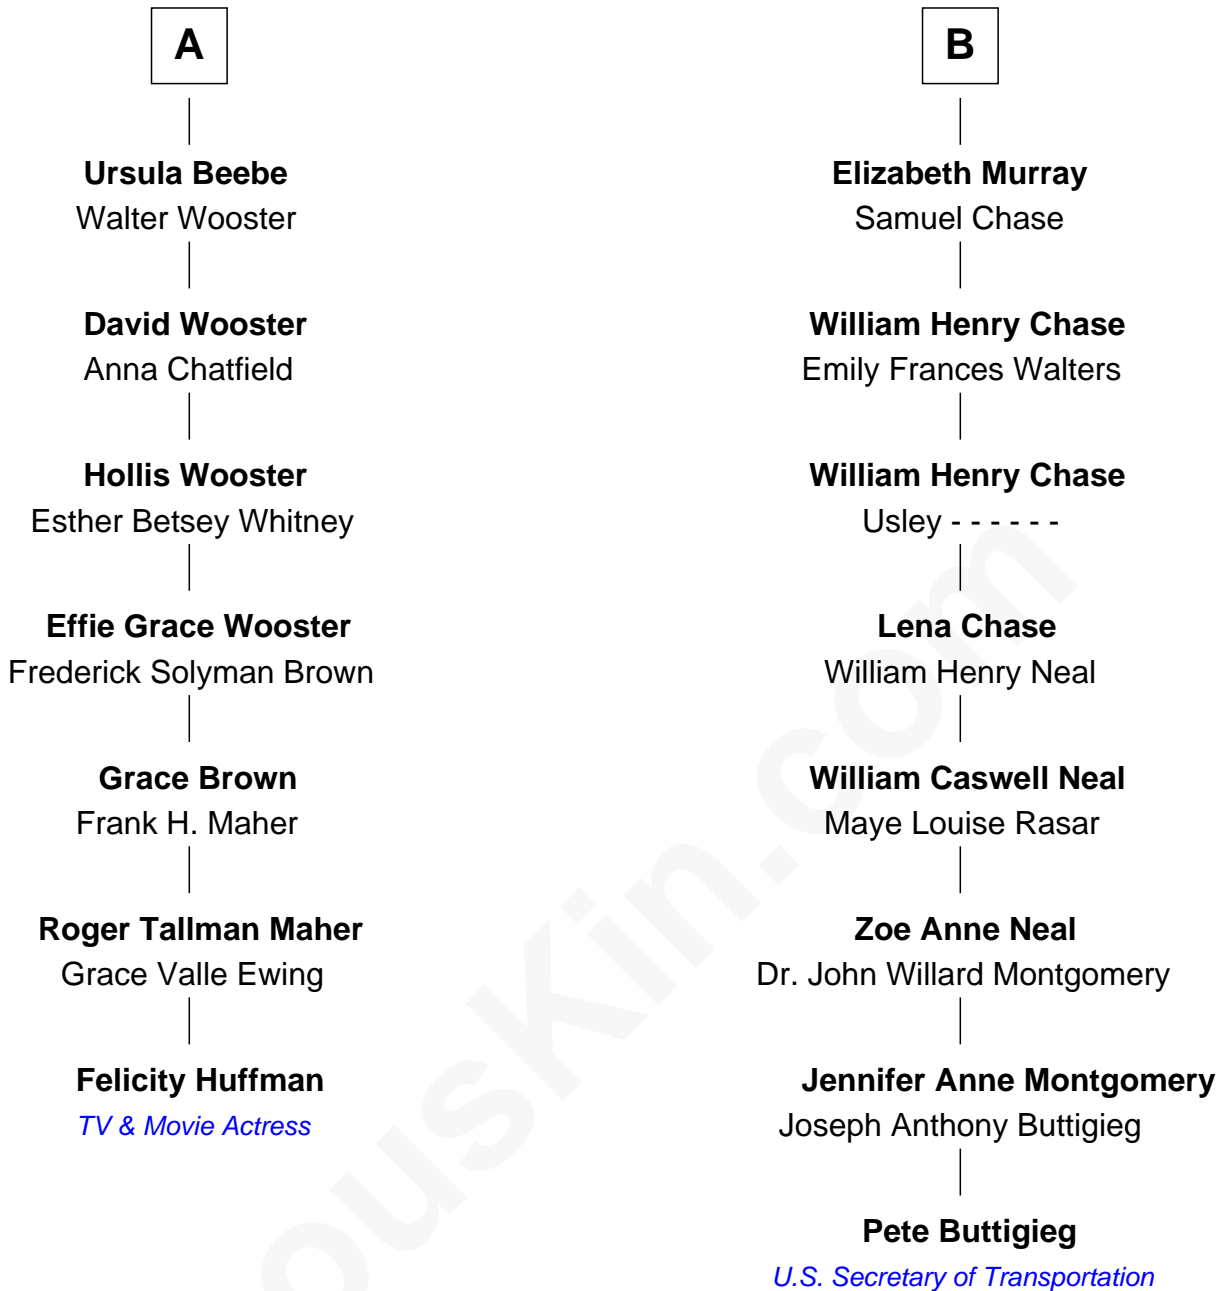 A
Ursula Beebe
Walter Wooster
David Wooster
Anna Chatfield
Hollis Wooster
Esther Betsey Whitney
Effie Grace Wooster
Frederick Solyman Brown
Grace Brown
Frank H. Maher
Roger Tallman Maher
Grace Valle Ewing
Felicity Huffman
TV & Movie Actress
B
Elizabeth Murray
Samuel Chase
William Henry Chase
Emily Frances Walters
William Henry Chase
Usley - - - - - -
Lena Chase
William Henry Neal
William Caswell Neal
Maye Louise Rasar
Zoe Anne Neal
Dr. John Willard Montgomery
Jennifer Anne Montgomery
Joseph Anthony Buttigieg
Pete Buttigieg
U.S. Secretary of Transportation
ousKin.com